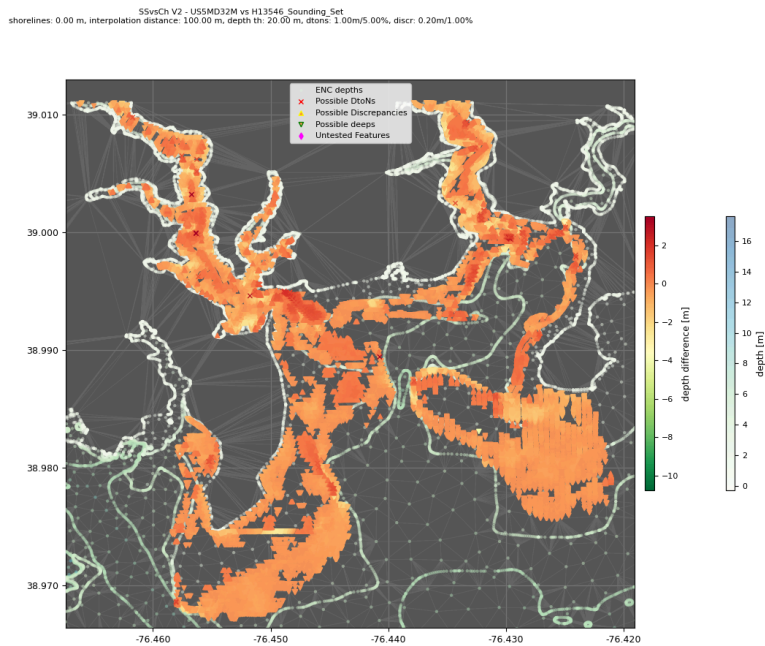 SSvsCh V2 - US5MD32M vs H13546_Sounding_Set
shorelines: 0.00 m, interpolation distance: 100.00 m, depth th: 20.00 m, dtons: 1.00m/5.00%, discr: 0.20m/1.00%
ENC depths
Possible DtoNs
Possible Discrepancies
Possible deeps
Untested Features
39.010
39.000
38.990
38.980
38.970
-76.460
-76.450
-76.440
-76.430
-76.420
2
0
−2
−4
−6
−8
−10
depth difference [m]
16
14
12
10
8
6
4
2
0
depth [m]